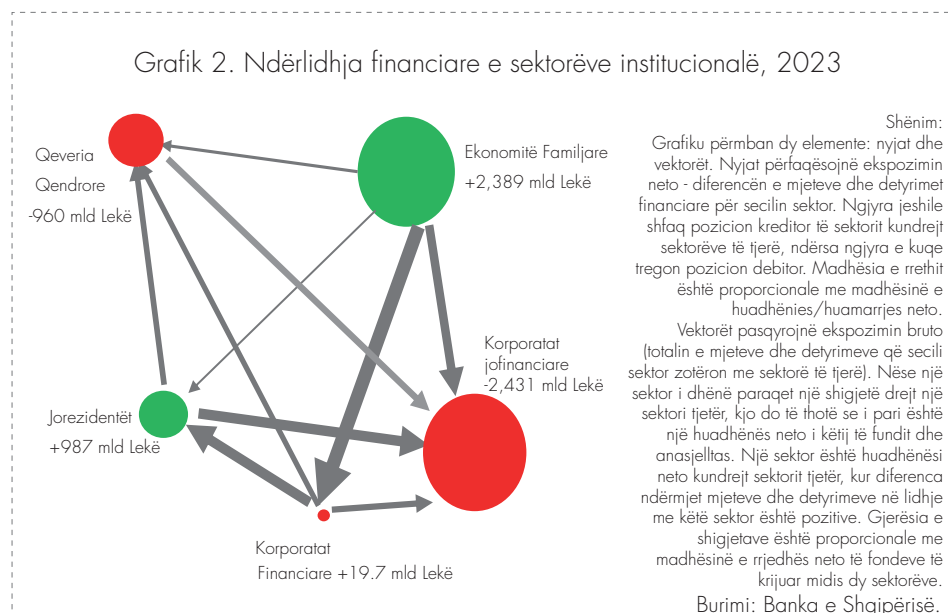 Grafik 2. Ndërlidhja financiare e sektorëve institucionalë, 2023
Qeveria
Qendrore
-960 mld Lekë
Ekonomitë Familjare
+2,389 mld Lekë
Korporatat
jofinanciare
-2,431 mld Lekë
Jorezidentët
+987 mld Lekë
Korporatat
Financiare +19.7 mld Lekë
Shënim:
Grafiku përmban dy elemente: nyjat dhe
vektorët. Nyjat përfaqësojnë ekspozimin
neto - diferencën e mjeteve dhe detyrimet
financiare për secilin sektor. Ngjyra jeshile
shfaq pozicion kreditor të sektorit kundrejt
sektorëve të tjerë, ndërsa ngjyra e kuqe
tregon pozicion debitor. Madhësia e rrethit
është proporcionale me madhësinë e
huadhënies/huamarrjes neto.
Vektorët pasqyrojnë ekspozimin bruto
(totalin e mjeteve dhe detyrimeve që secili
sektor zotëron me sektorë të tjerë). Nëse një
sektor i dhënë paraqet një shigjetë drejt një
sektori tjetër, kjo do të thotë se i pari është
një huadhënës neto i këtij të fundit dhe
anasjelltas. Një sektor është huadhënësi
neto kundrejt sektorit tjetër, kur diferenca
ndërmjet mjeteve dhe detyrimeve në lidhje
me këtë sektor është pozitive. Gjerësia e
shigjetave është proporcionale me
madhësinë e rrjedhës neto të fondeve të
krijuar midis dy sektorëve.
Burimi: Banka e Shqipërisë.